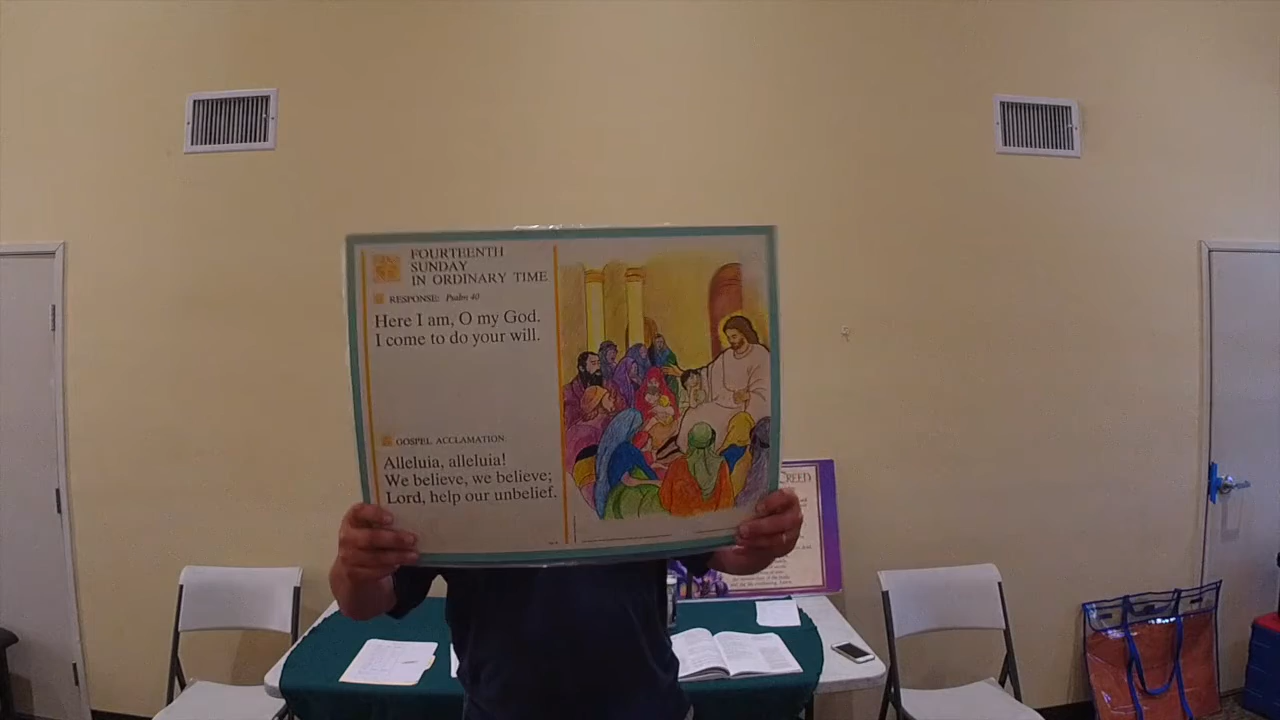 FOURTEENTH
SUNDAY
IN ORDINARY TIME
RESPONSE: Psalm 40
Here I am, O my God.
I come to do your will.
GOSPEL ACCLAMATION
Alleluia, alleluia!
We believe, we believe;
Lord, help our unbelief.
CREED